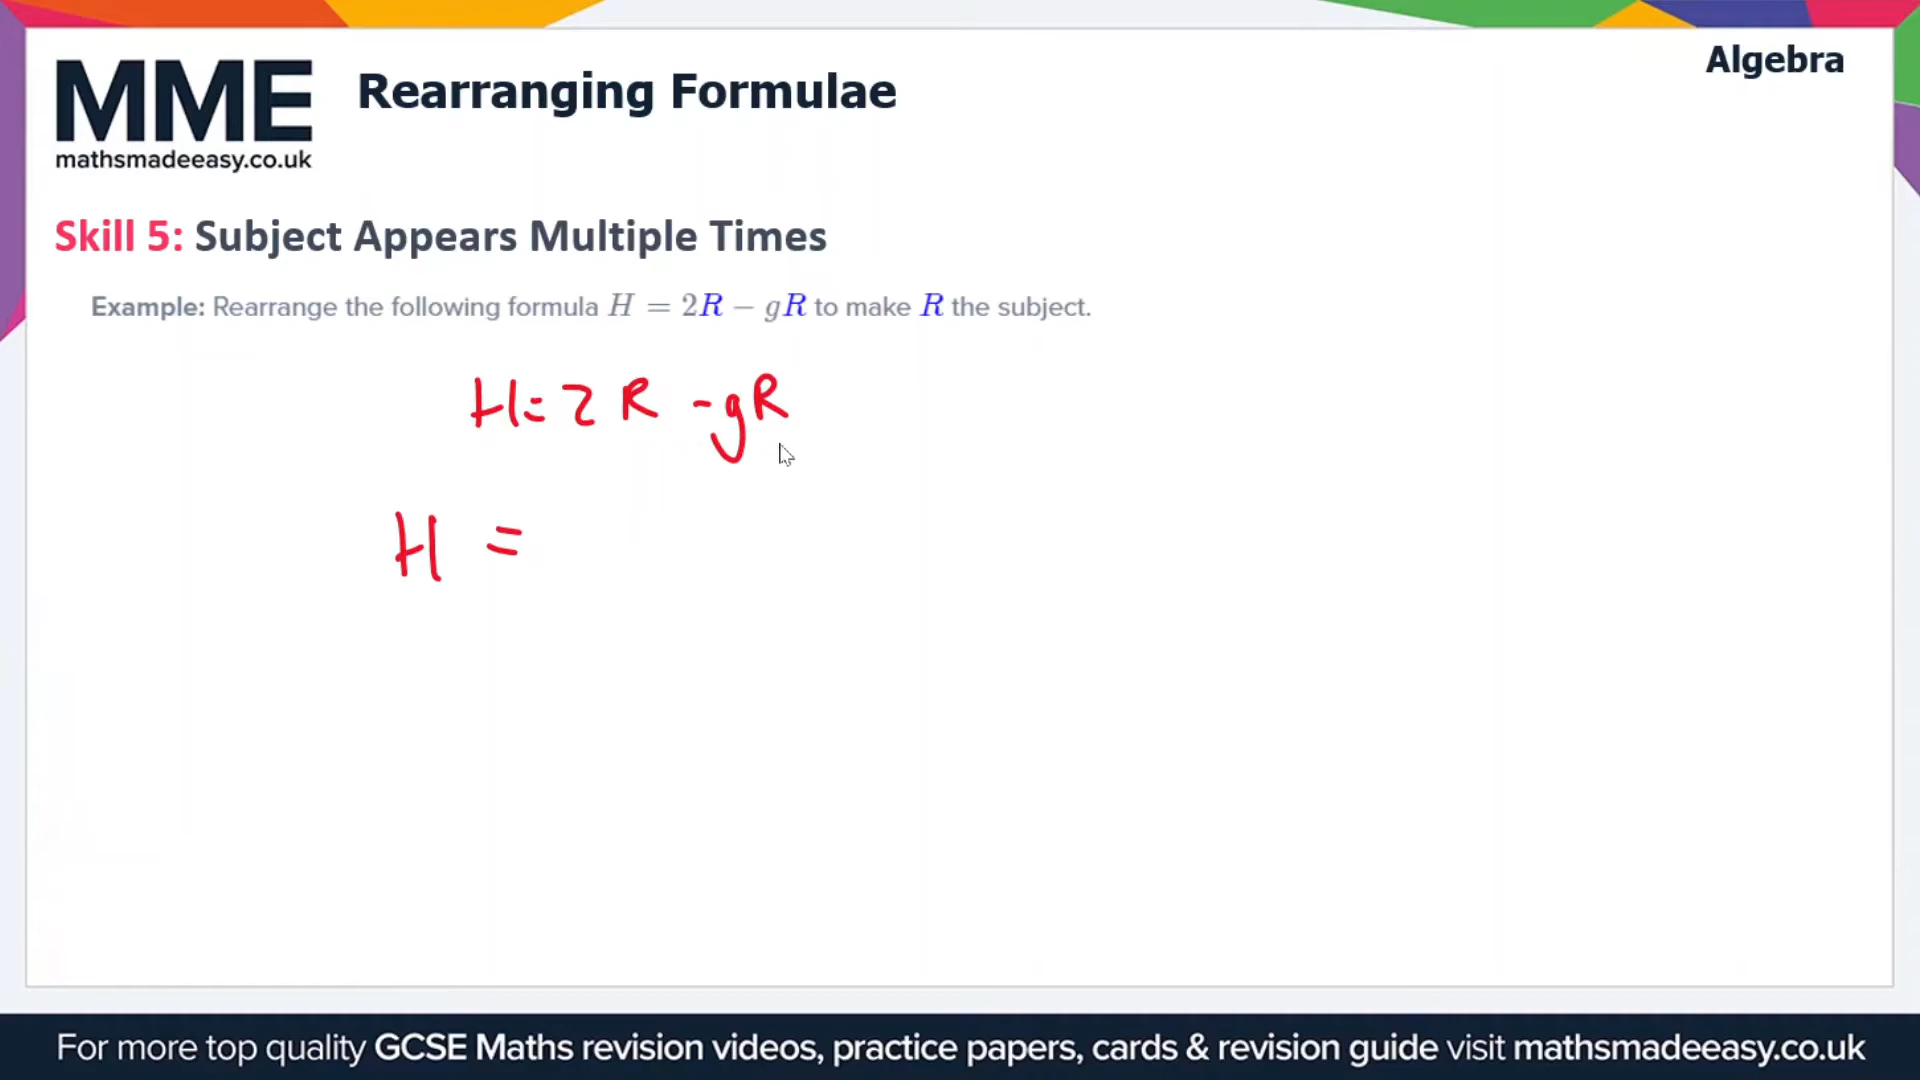 MME
mathsmadeeasy.co.uk
Rearranging Formulae
Algebra
Skill 5: Subject Appears Multiple Times
Example: Rearrange the following formula H = 2R − gR to make R the subject.
H = 2R - gR
H =
For more top quality GCSE Maths revision videos, practice papers, cards & revision guide visit mathsmadeeasy.co.uk